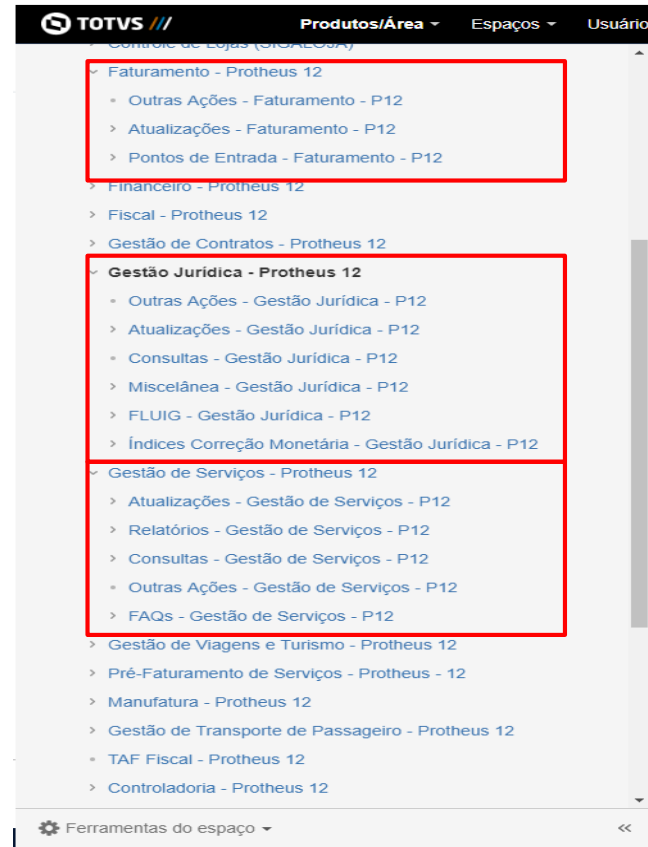 TOTVS /// Produtos/Área Espaços Usuário
Controle de Lojas (SIGALOJA)
Faturamento - Protheus 12
Outras Ações - Faturamento - P12
Atualizações - Faturamento - P12
Pontos de Entrada - Faturamento - P12
Financeiro - Protheus 12
Fiscal - Protheus 12
Gestão de Contratos - Protheus 12
Gestão Jurídica - Protheus 12
Outras Ações - Gestão Jurídica - P12
Atualizações - Gestão Jurídica - P12
Consultas - Gestão Jurídica - P12
Miscelânea - Gestão Jurídica - P12
FLUIG - Gestão Jurídica - P12
Índices Correção Monetária - Gestão Jurídica - P12
Gestão de Serviços - Protheus 12
Atualizações - Gestão de Serviços - P12
Relatórios - Gestão de Serviços - P12
Consultas - Gestão de Serviços - P12
Outras Ações - Gestão de Serviços - P12
FAQs - Gestão de Serviços - P12
Gestão de Viagens e Turismo - Protheus 12
Pré-Faturamento de Serviços - Protheus - 12
Manufatura - Protheus 12
Gestão de Transporte de Passageiro - Protheus 12
TAF Fiscal - Protheus 12
Controladoria - Protheus 12
Ferramentas do espaço